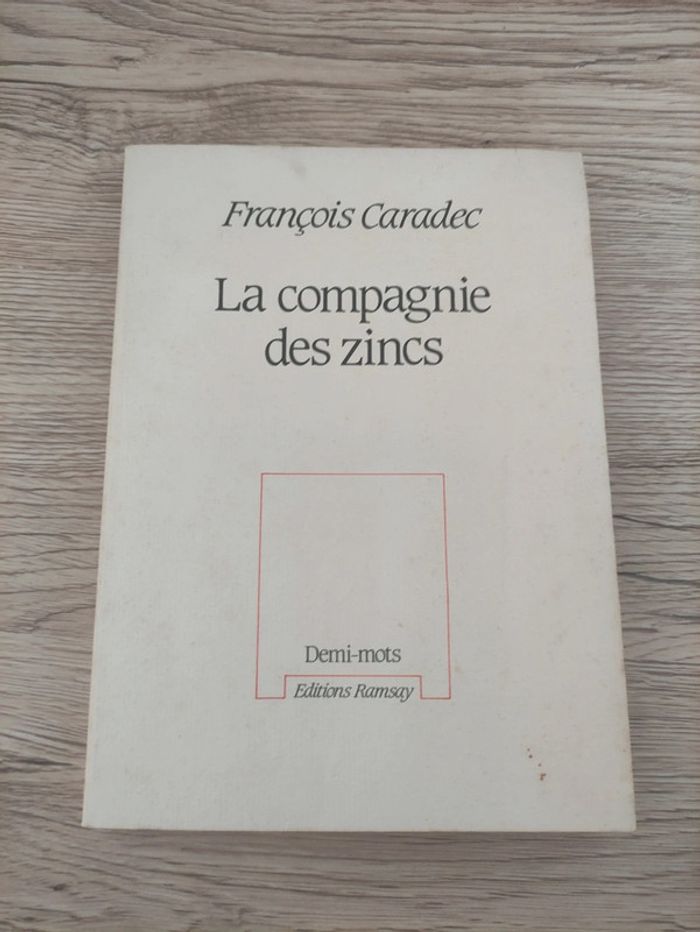 François Caradec
La compagnie
des zincs
Demi-mots
Editions Ramsay